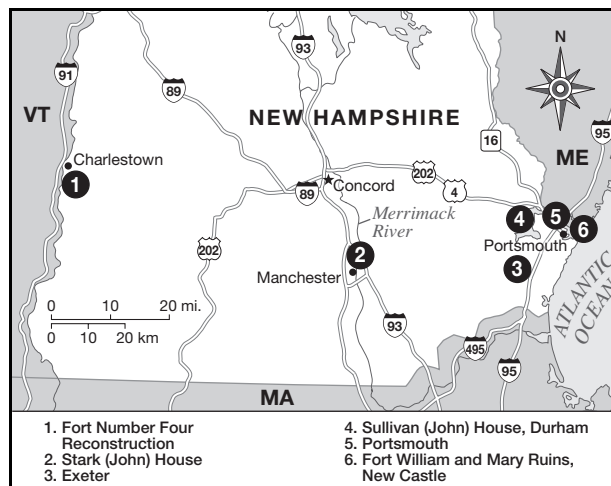 93
N
91
89
NEW HAMPSHIRE
95
VT
16
ME
Charlestown
202
1
Concord
4
89
Merrimack
River
4
5
6
202
Portsmouth
2
3
Manchester
ATLANTIC
OCEAN
0 10 20 mi.
0 10 20 km
93
495
95
MA
1. Fort Number Four
Reconstruction
2. Stark (John) House
3. Exeter
4. Sullivan (John) House, Durham
5. Portsmouth
6. Fort William and Mary Ruins,
New Castle